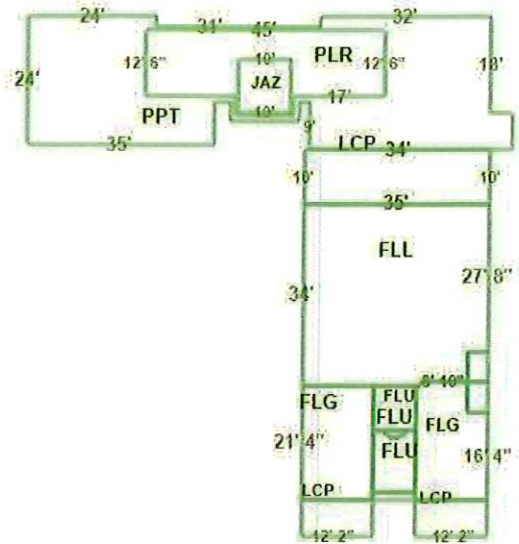 24' 31' 45' 32'
10' PLR
24' 12'6" JAZ 12'6" 18'
10' 17'
PPT
35' 9' LCP
34'
10' 10'
35'
FLL
34' 27'8"
FLU
FLG FLU FLG
21'4" FLU 16'4"
LCP LCP
12'2" 12'2"